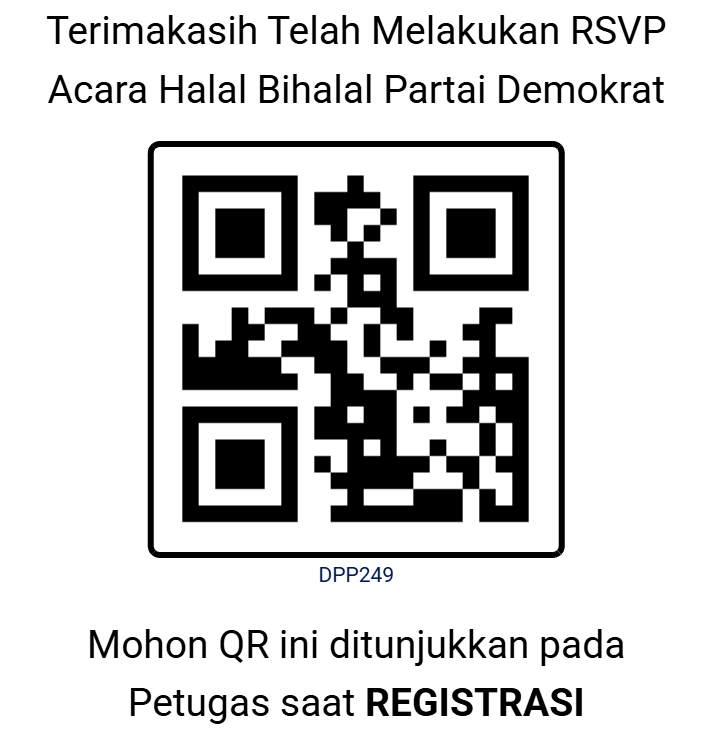 Terimakasih Telah Melakukan RSVP
Acara Halal Bihalal Partai Demokrat
DPP249
Mohon QR ini ditunjukkan pada
Petugas saat REGISTRASI